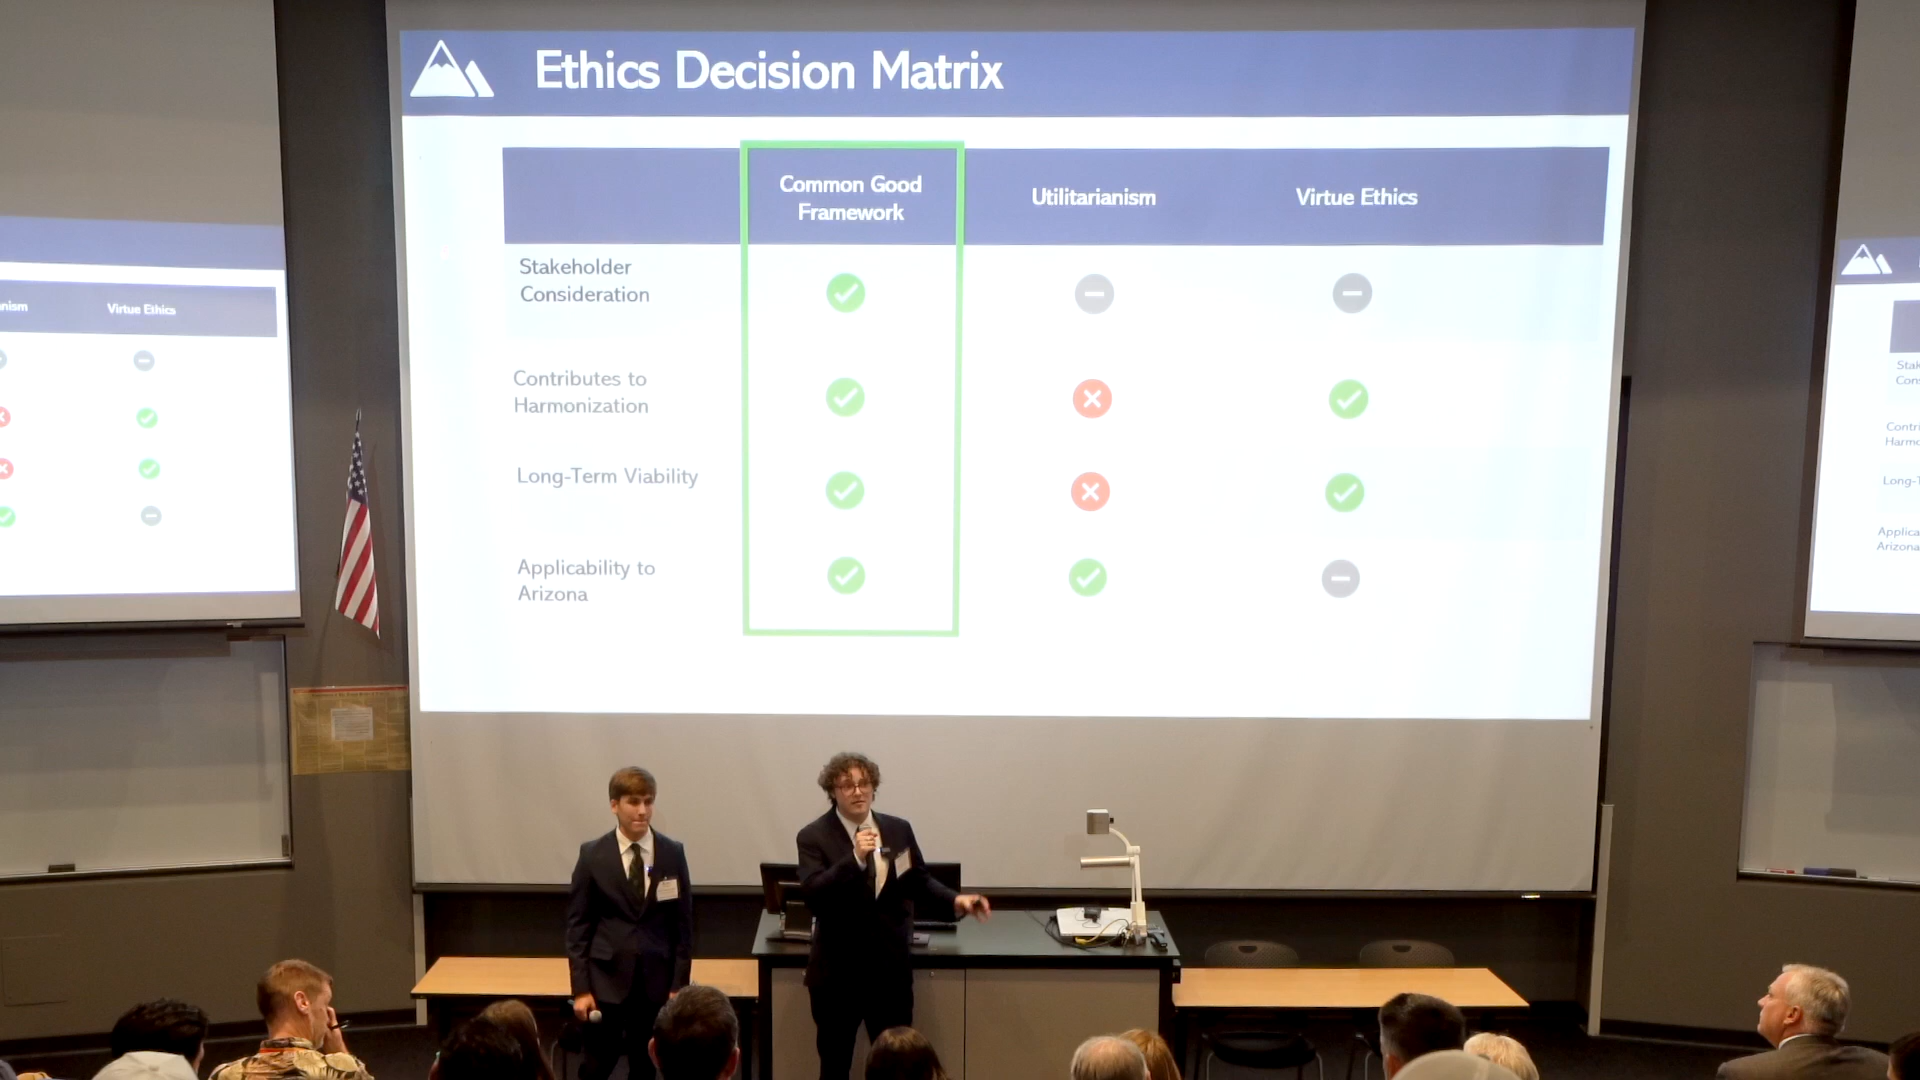 Ethics Decision Matrix
Common Good
Framework
Utilitarianism
Virtue Ethics
Stakeholder
Consideration
Contributes to
Harmonization
Long-Term Viability
Applicability to
Arizona
Virtue Ethics